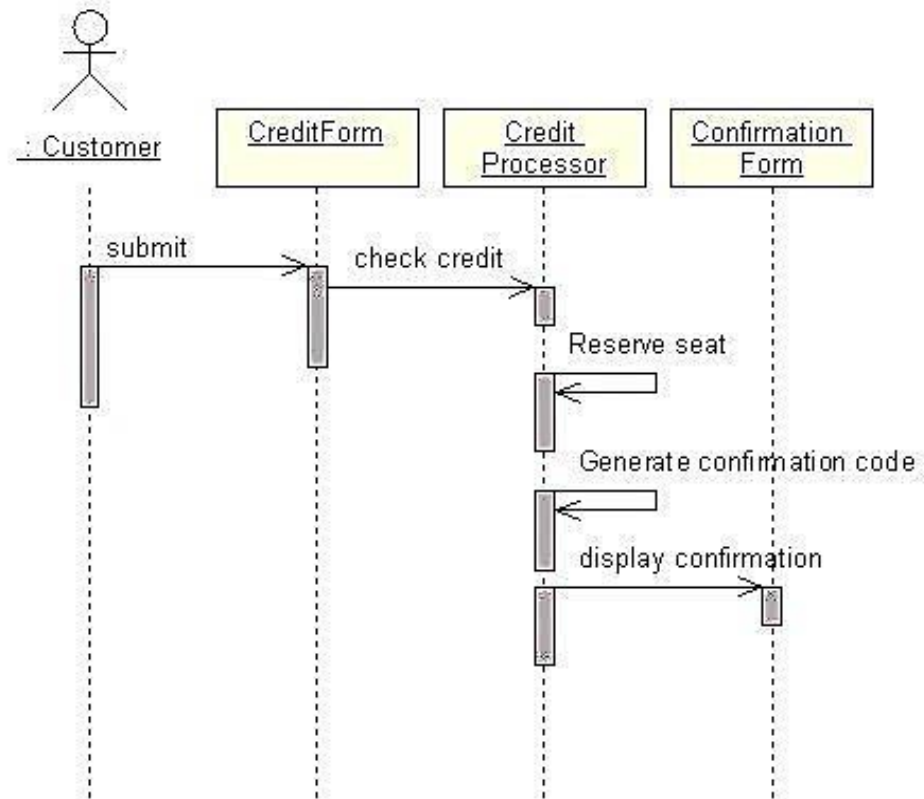 : Customer
CreditForm
Credit
Processor
Confirmation
Form
submit
check credit
Reserve seat
Generate confirmation code
display confirmation